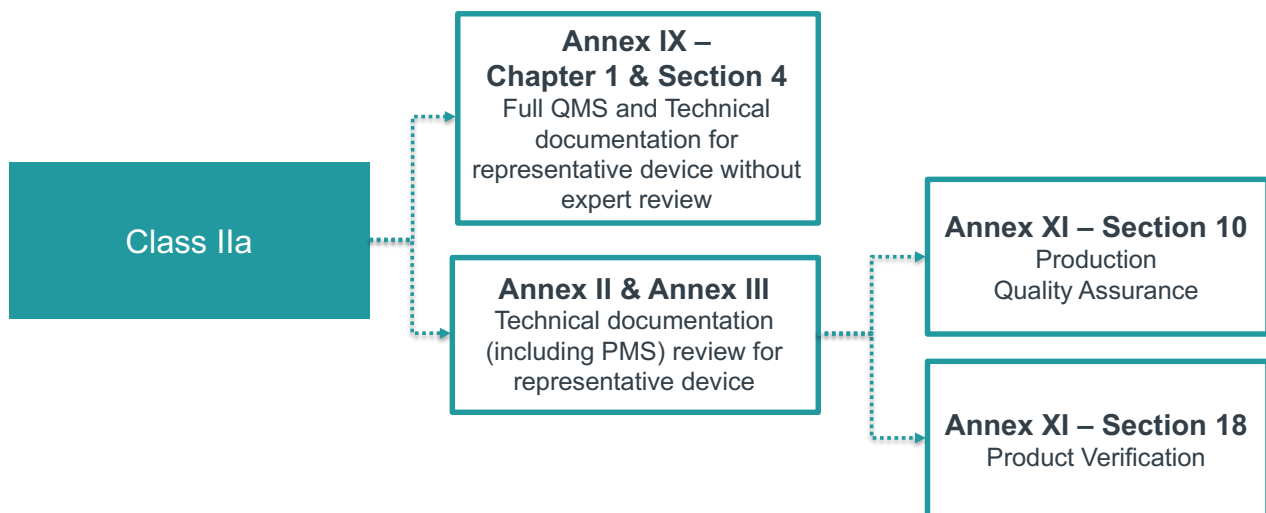 Class IIa
Annex IX –
Chapter 1 & Section 4
Full QMS and Technical
documentation for
representative device without
expert review
Annex II & Annex III
Technical documentation
(including PMS) review for
representative device
Annex XI – Section 10
Production
Quality Assurance
Annex XI – Section 18
Product Verification